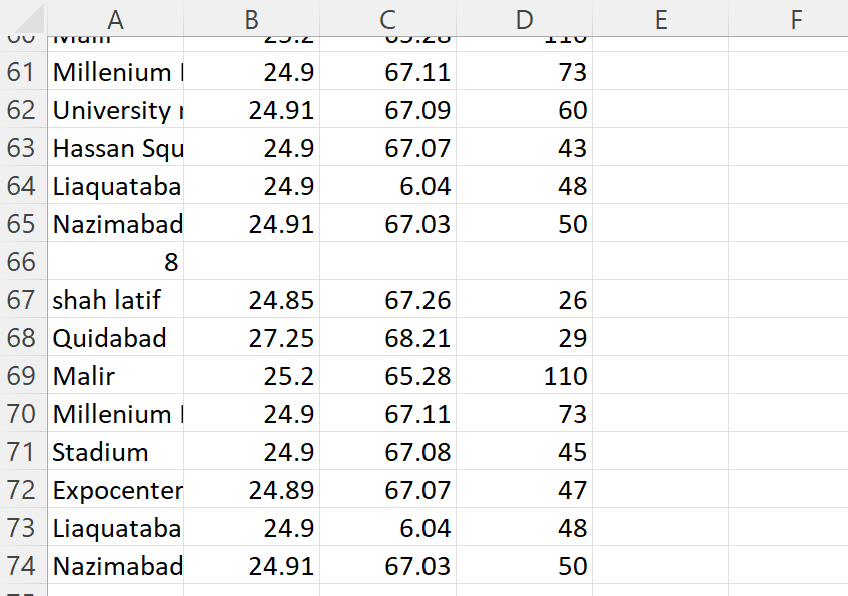 A B C D E F
61 Millenium 24.9 67.11 73
62 University 24.91 67.09 60
63 Hassan Squ 24.9 67.07 43
64 Liaquataba 24.9 6.04 48
65 Nazimabad 24.91 67.03 50
66 8
67 shah latif 24.85 67.26 26
68 Quidabad 27.25 68.21 29
69 Malir 25.2 65.28 110
70 Millenium 24.9 67.11 73
71 Stadium 24.9 67.08 45
72 Expocenter 24.89 67.07 47
73 Liaquataba 24.9 6.04 48
74 Nazimabad 24.91 67.03 50